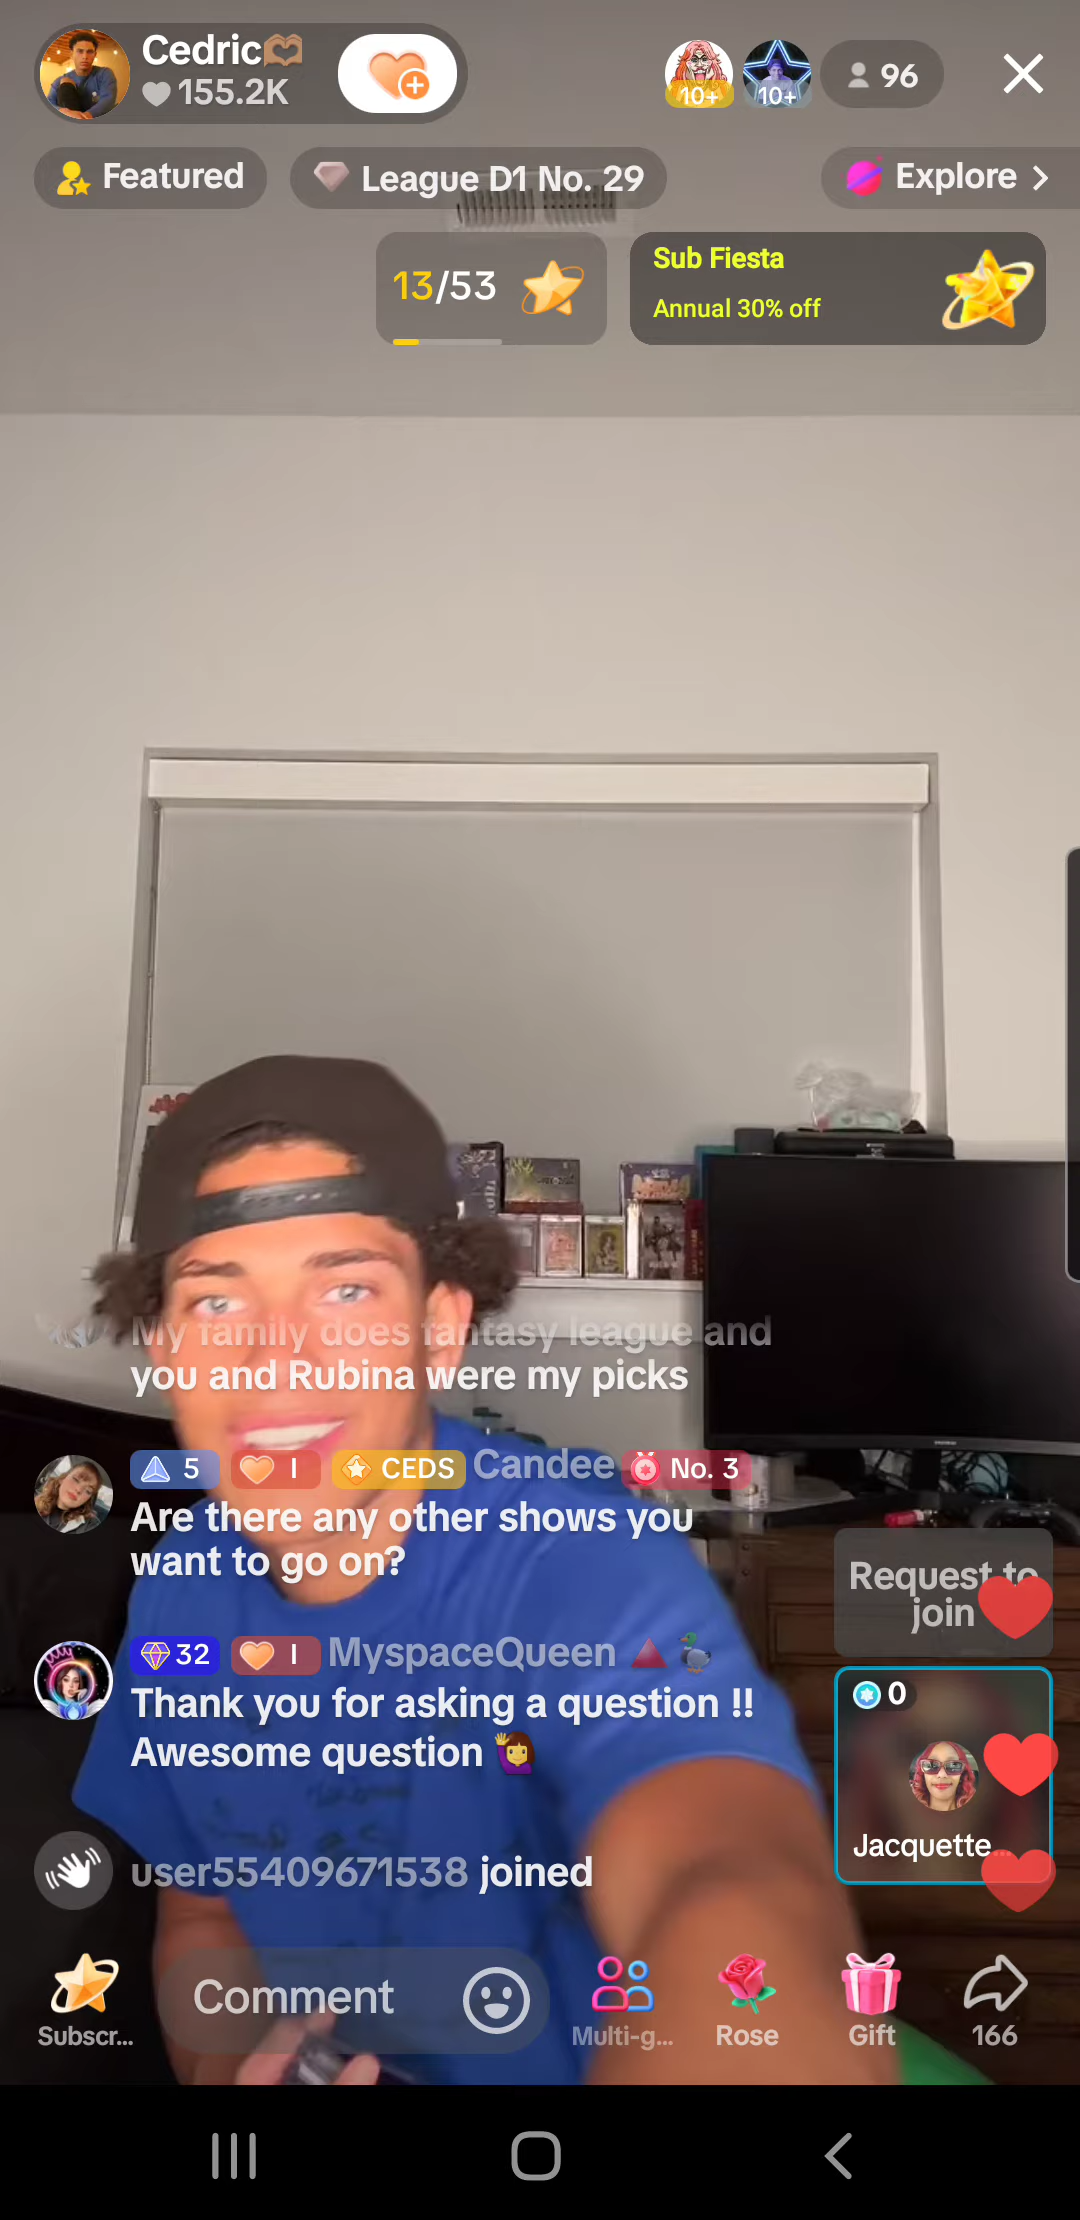 Cedric🫶🏽
155.2K
10+
10+
96
Featured
League D1 No. 29
Explore >
13/53
Sub Fiesta
Annual 30% off
My family does fantasy league and
you and Rubina were my picks
5
I
CEDS
Candee
No. 3
Are there any other shows you
want to go on?
32
I
MyspaceQueen 🔺🦆
Thank you for asking a question !!
Awesome question 🙋‍♀️
user55409671538 joined
Request to
join
0
Jacquette...
Subscr...
Comment
Multi-g...
Rose
Gift
166